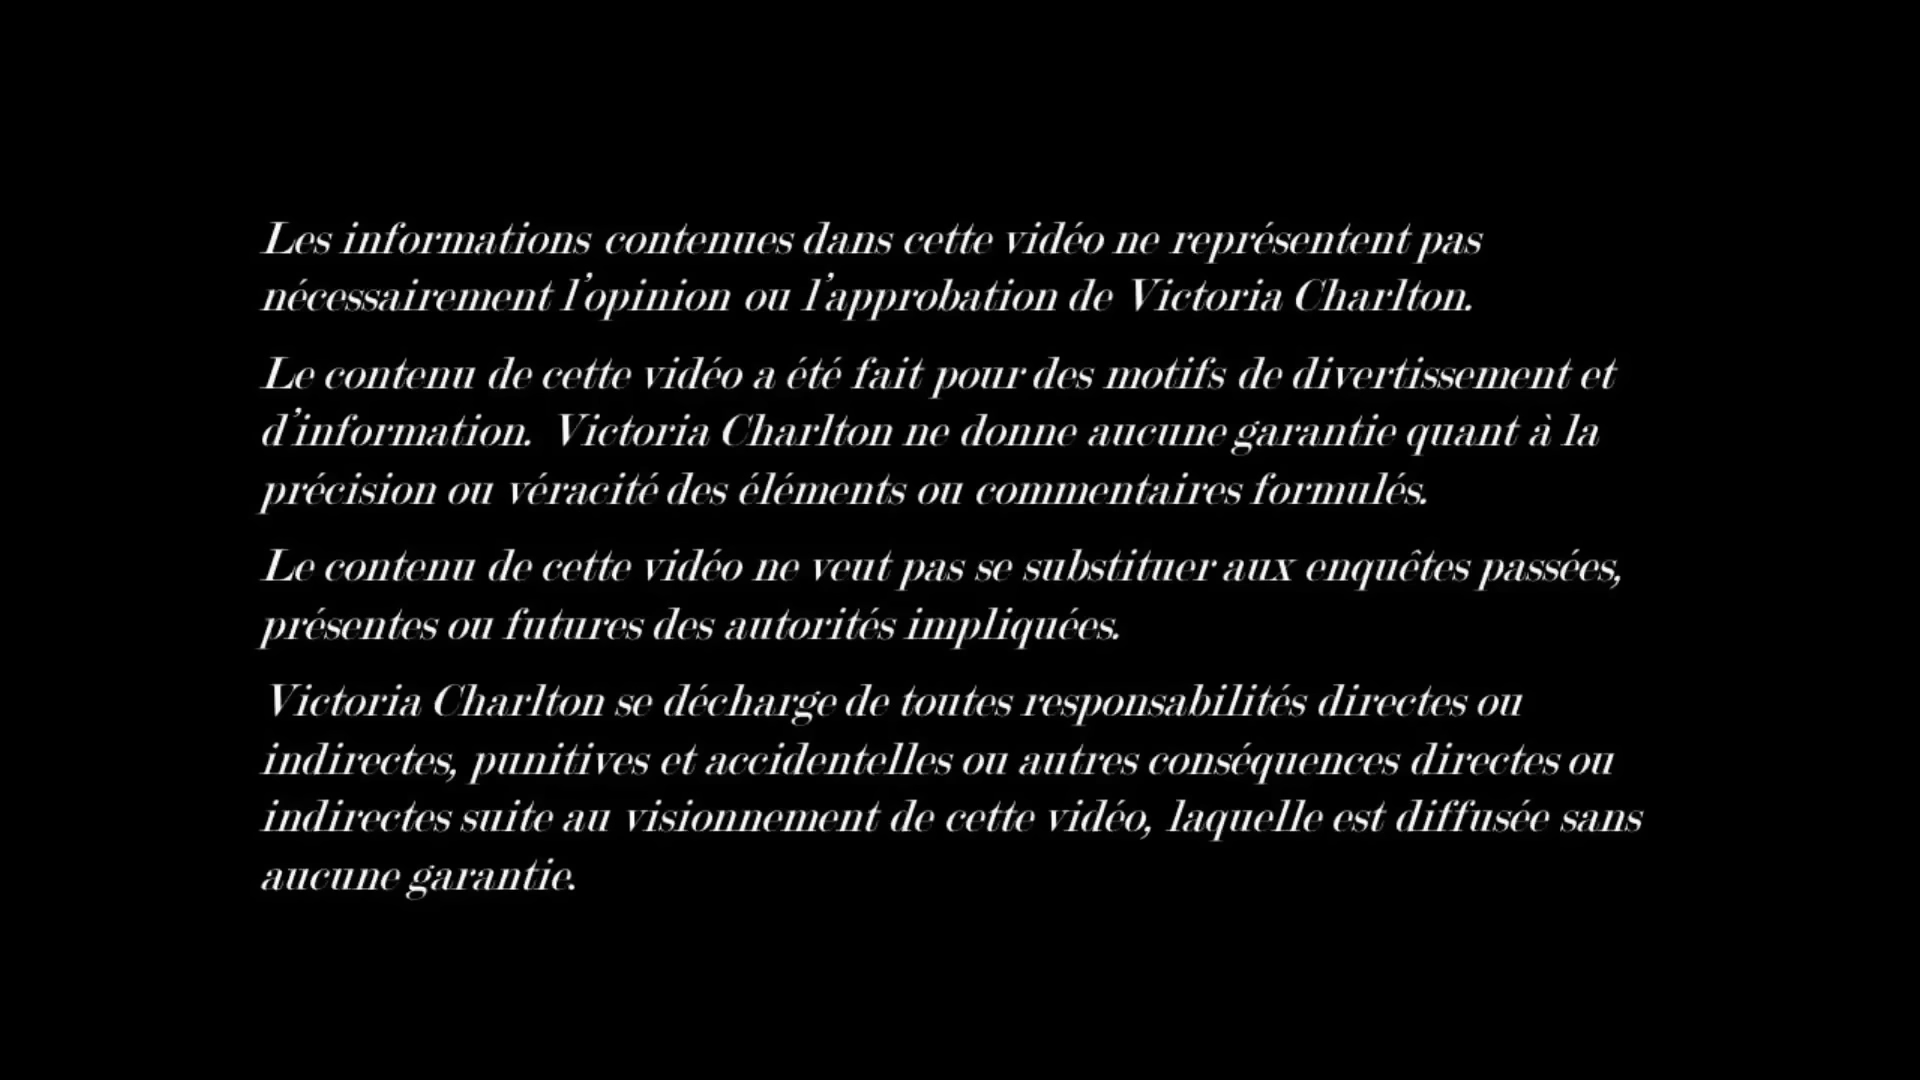 Les informations contenues dans cette vidéo ne représentent pas
nécessairement l’opinion ou l’approbation de Victoria Charlton.
Le contenu de cette vidéo a été fait pour des motifs de divertissement et
d’information. Victoria Charlton ne donne aucune garantie quant à la
précision ou véracité des éléments ou commentaires formulés.
Le contenu de cette vidéo ne veut pas se substituer aux enquêtes passées,
présentes ou futures des autorités impliquées.
Victoria Charlton se décharge de toutes responsabilités directes ou
indirectes, punitives et accidentelles ou autres conséquences directes ou
indirectes suite au visionnement de cette vidéo, laquelle est diffusée sans
aucune garantie.